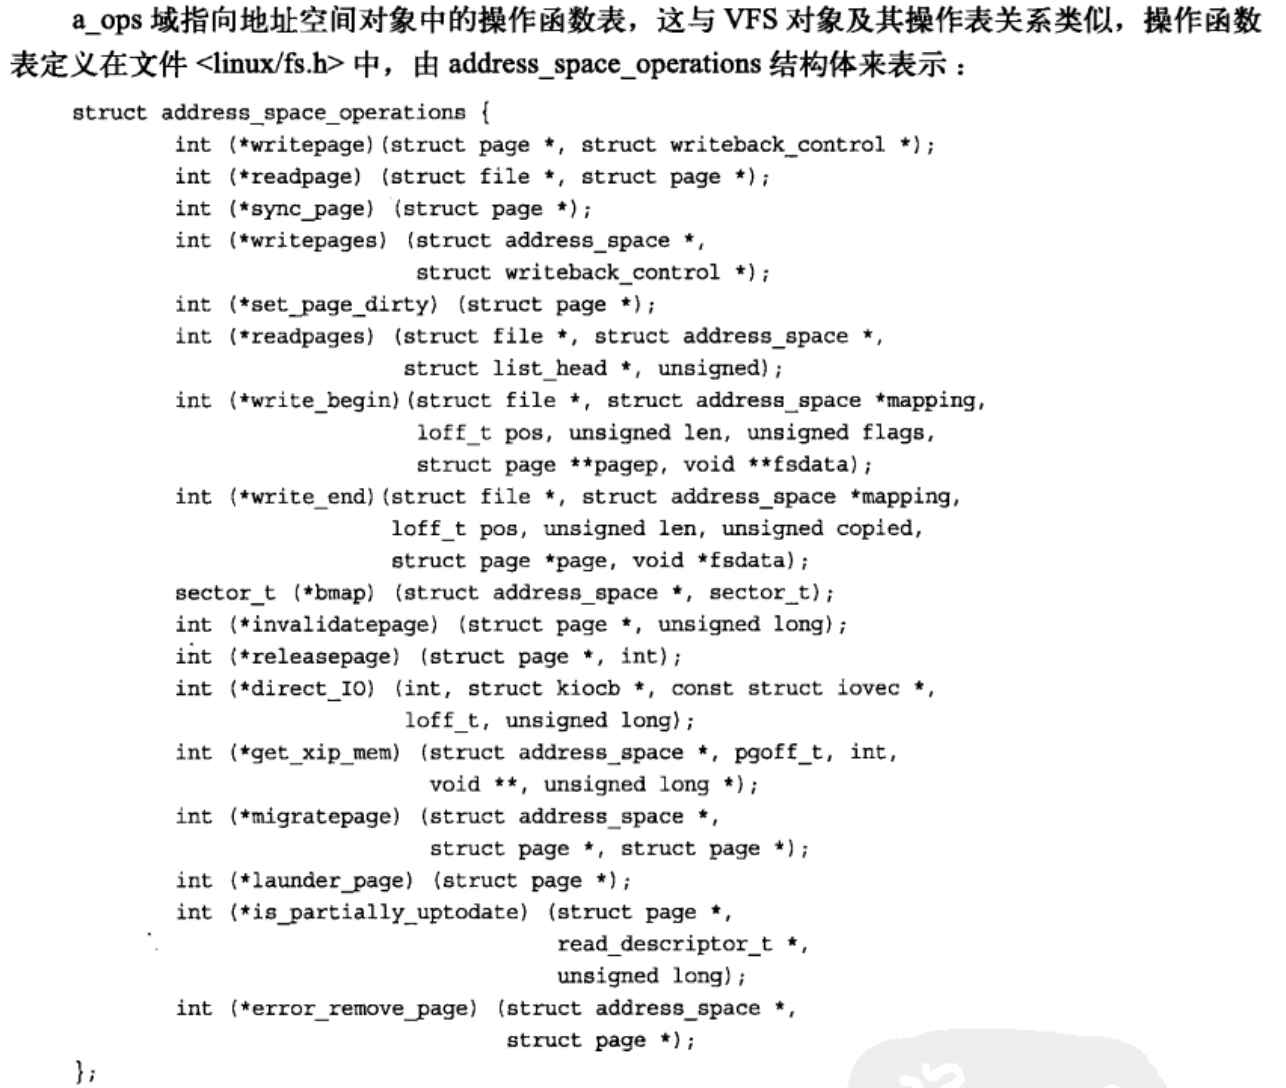 a_ops 域指向地址空间对象中的操作函数表，这与 VFS 对象及其操作表关系类似，操作函数
表定义在文件 <linux/fs.h> 中，由 address_space_operations 结构体来表示：
struct address_space_operations {
int (*writepage)(struct page *, struct writeback_control *);
int (*readpage) (struct file *, struct page *);
int (*sync_page) (struct page *);
int (*writepages) (struct address_space *,
struct writeback_control *);
int (*set_page_dirty) (struct page *);
int (*readpages) (struct file *, struct address_space *,
struct list_head *, unsigned);
int (*write_begin)(struct file *, struct address_space *mapping,
loff_t pos, unsigned len, unsigned flags,
struct page **pagep, void **fsdata);
int (*write_end)(struct file *, struct address_space *mapping,
loff_t pos, unsigned len, unsigned copied,
struct page *page, void *fsdata);
sector_t (*bmap) (struct address_space *, sector_t);
int (*invalidatepage) (struct page *, unsigned long);
int (*releasepage) (struct page *, int);
int (*direct_IO) (int, struct kiocb *, const struct iovec *,
loff_t, unsigned long);
int (*get_xip_mem) (struct address_space *, pgoff_t, int,
void **, unsigned long *);
int (*migratepage) (struct address_space *,
struct page *, struct page *);
int (*launder_page) (struct page *);
int (*is_partially_uptodate) (struct page *,
read_descriptor_t *,
unsigned long);
int (*error_remove_page) (struct address_space *,
struct page *);
};